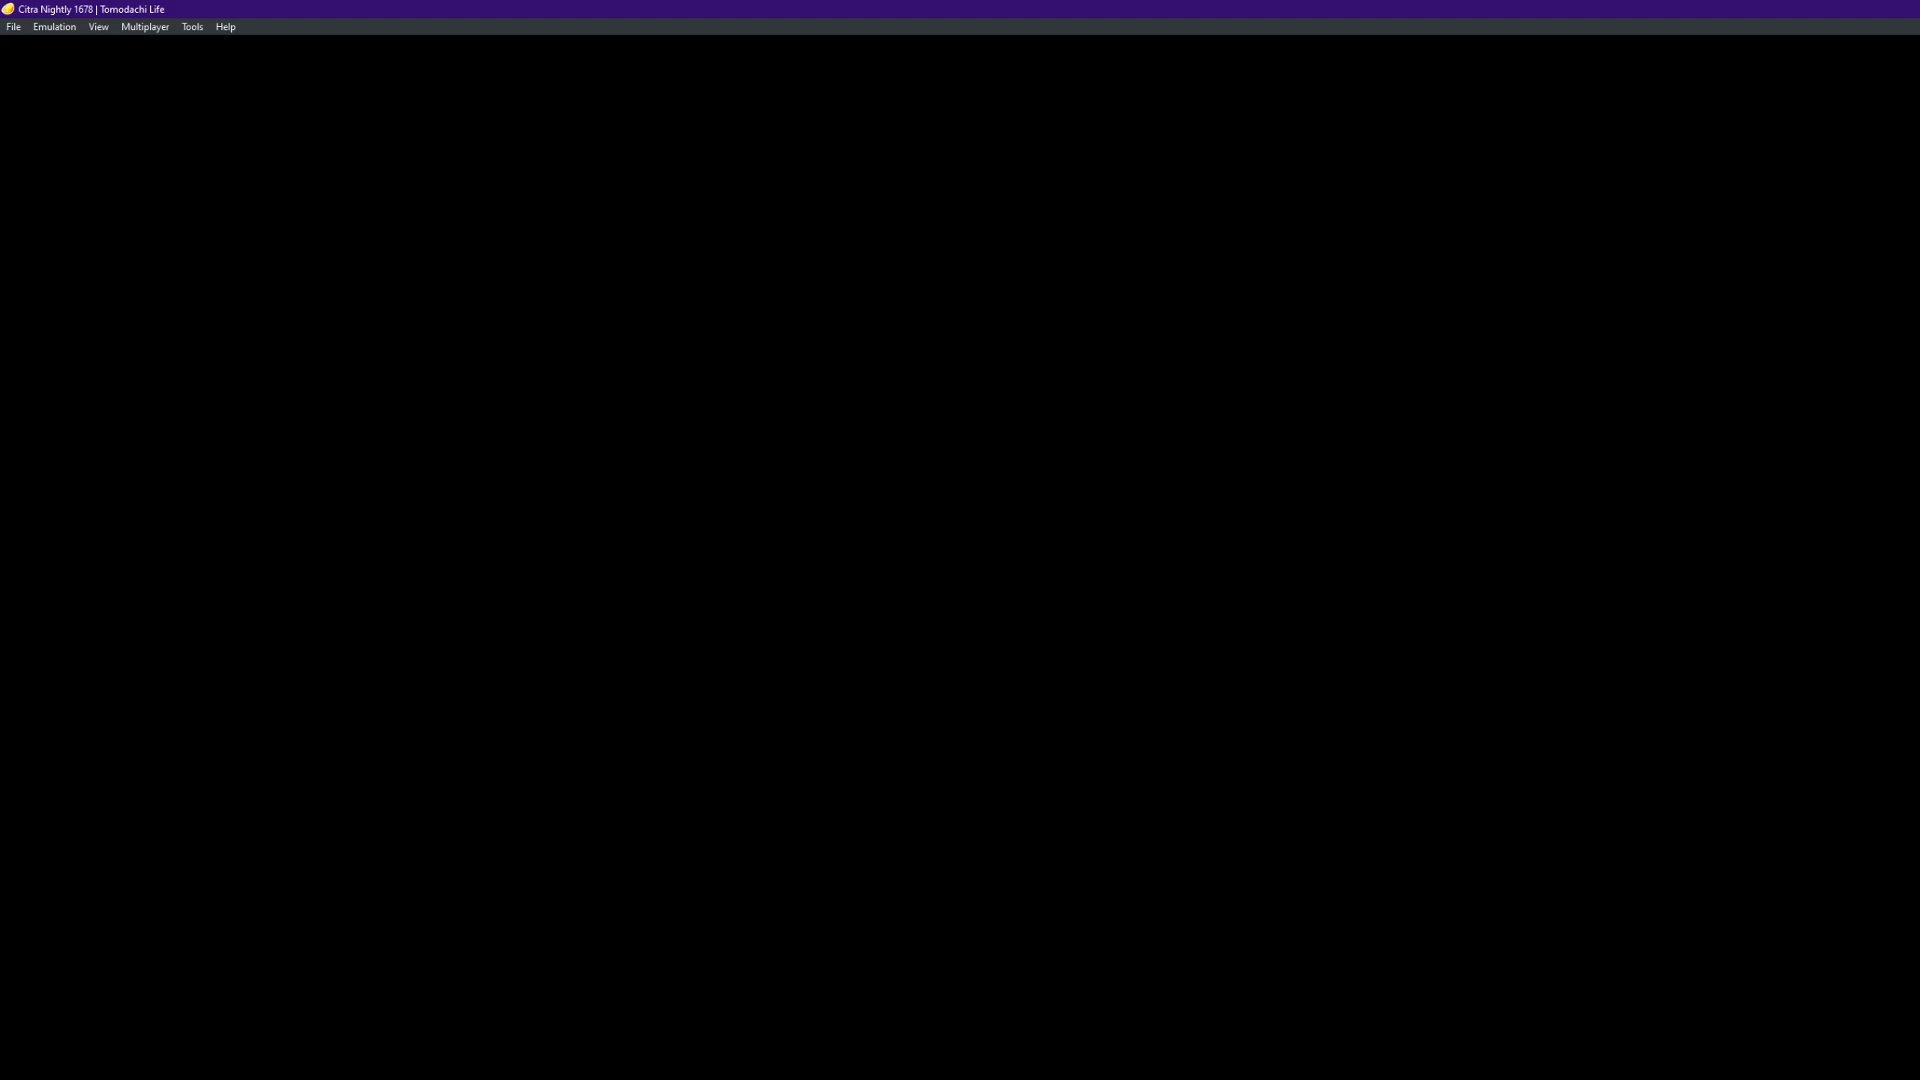 Citra Nightly 1678 | Tomodachi Life
File Emulation View Multiplayer Tools Help